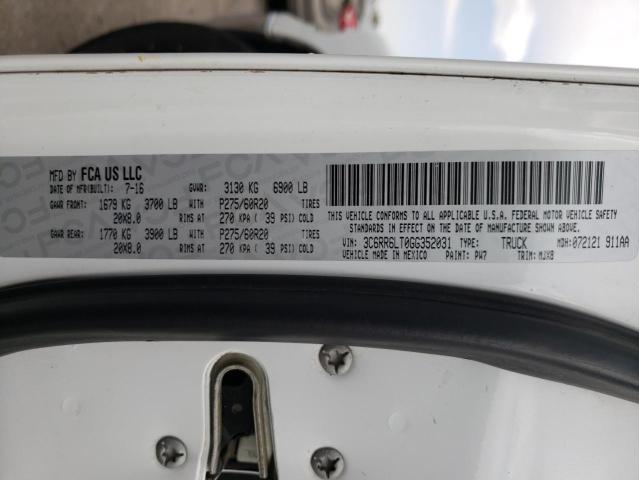 MFD BY FCA US LLC
DATE OF MFR(BUILT): 7-16 GVWR: 3130 KG 6900 LB
GAWR FRONT: 1679 KG 3700 LB WITH P275/60R20 TIRES
20X8.0 RIMS AT 270 KPA ( 39 PSI) COLD
GAWR REAR: 1770 KG 3900 LB WITH P275/60R20 TIRES
20X8.0 RIMS AT 270 KPA ( 39 PSI) COLD
THIS VEHICLE CONFORMS TO ALL APPLICABLE U.S.A. FEDERAL MOTOR VEHICLE SAFETY
STANDARDS IN EFFECT ON THE DATE OF MANUFACTURE SHOWN ABOVE.
VIN: 3C6RR6LT0GG352031 TYPE: TRUCK MDH: 072121 911AA
VEHICLE MADE IN MEXICO PAINT: PW7 TRIM: MJX8